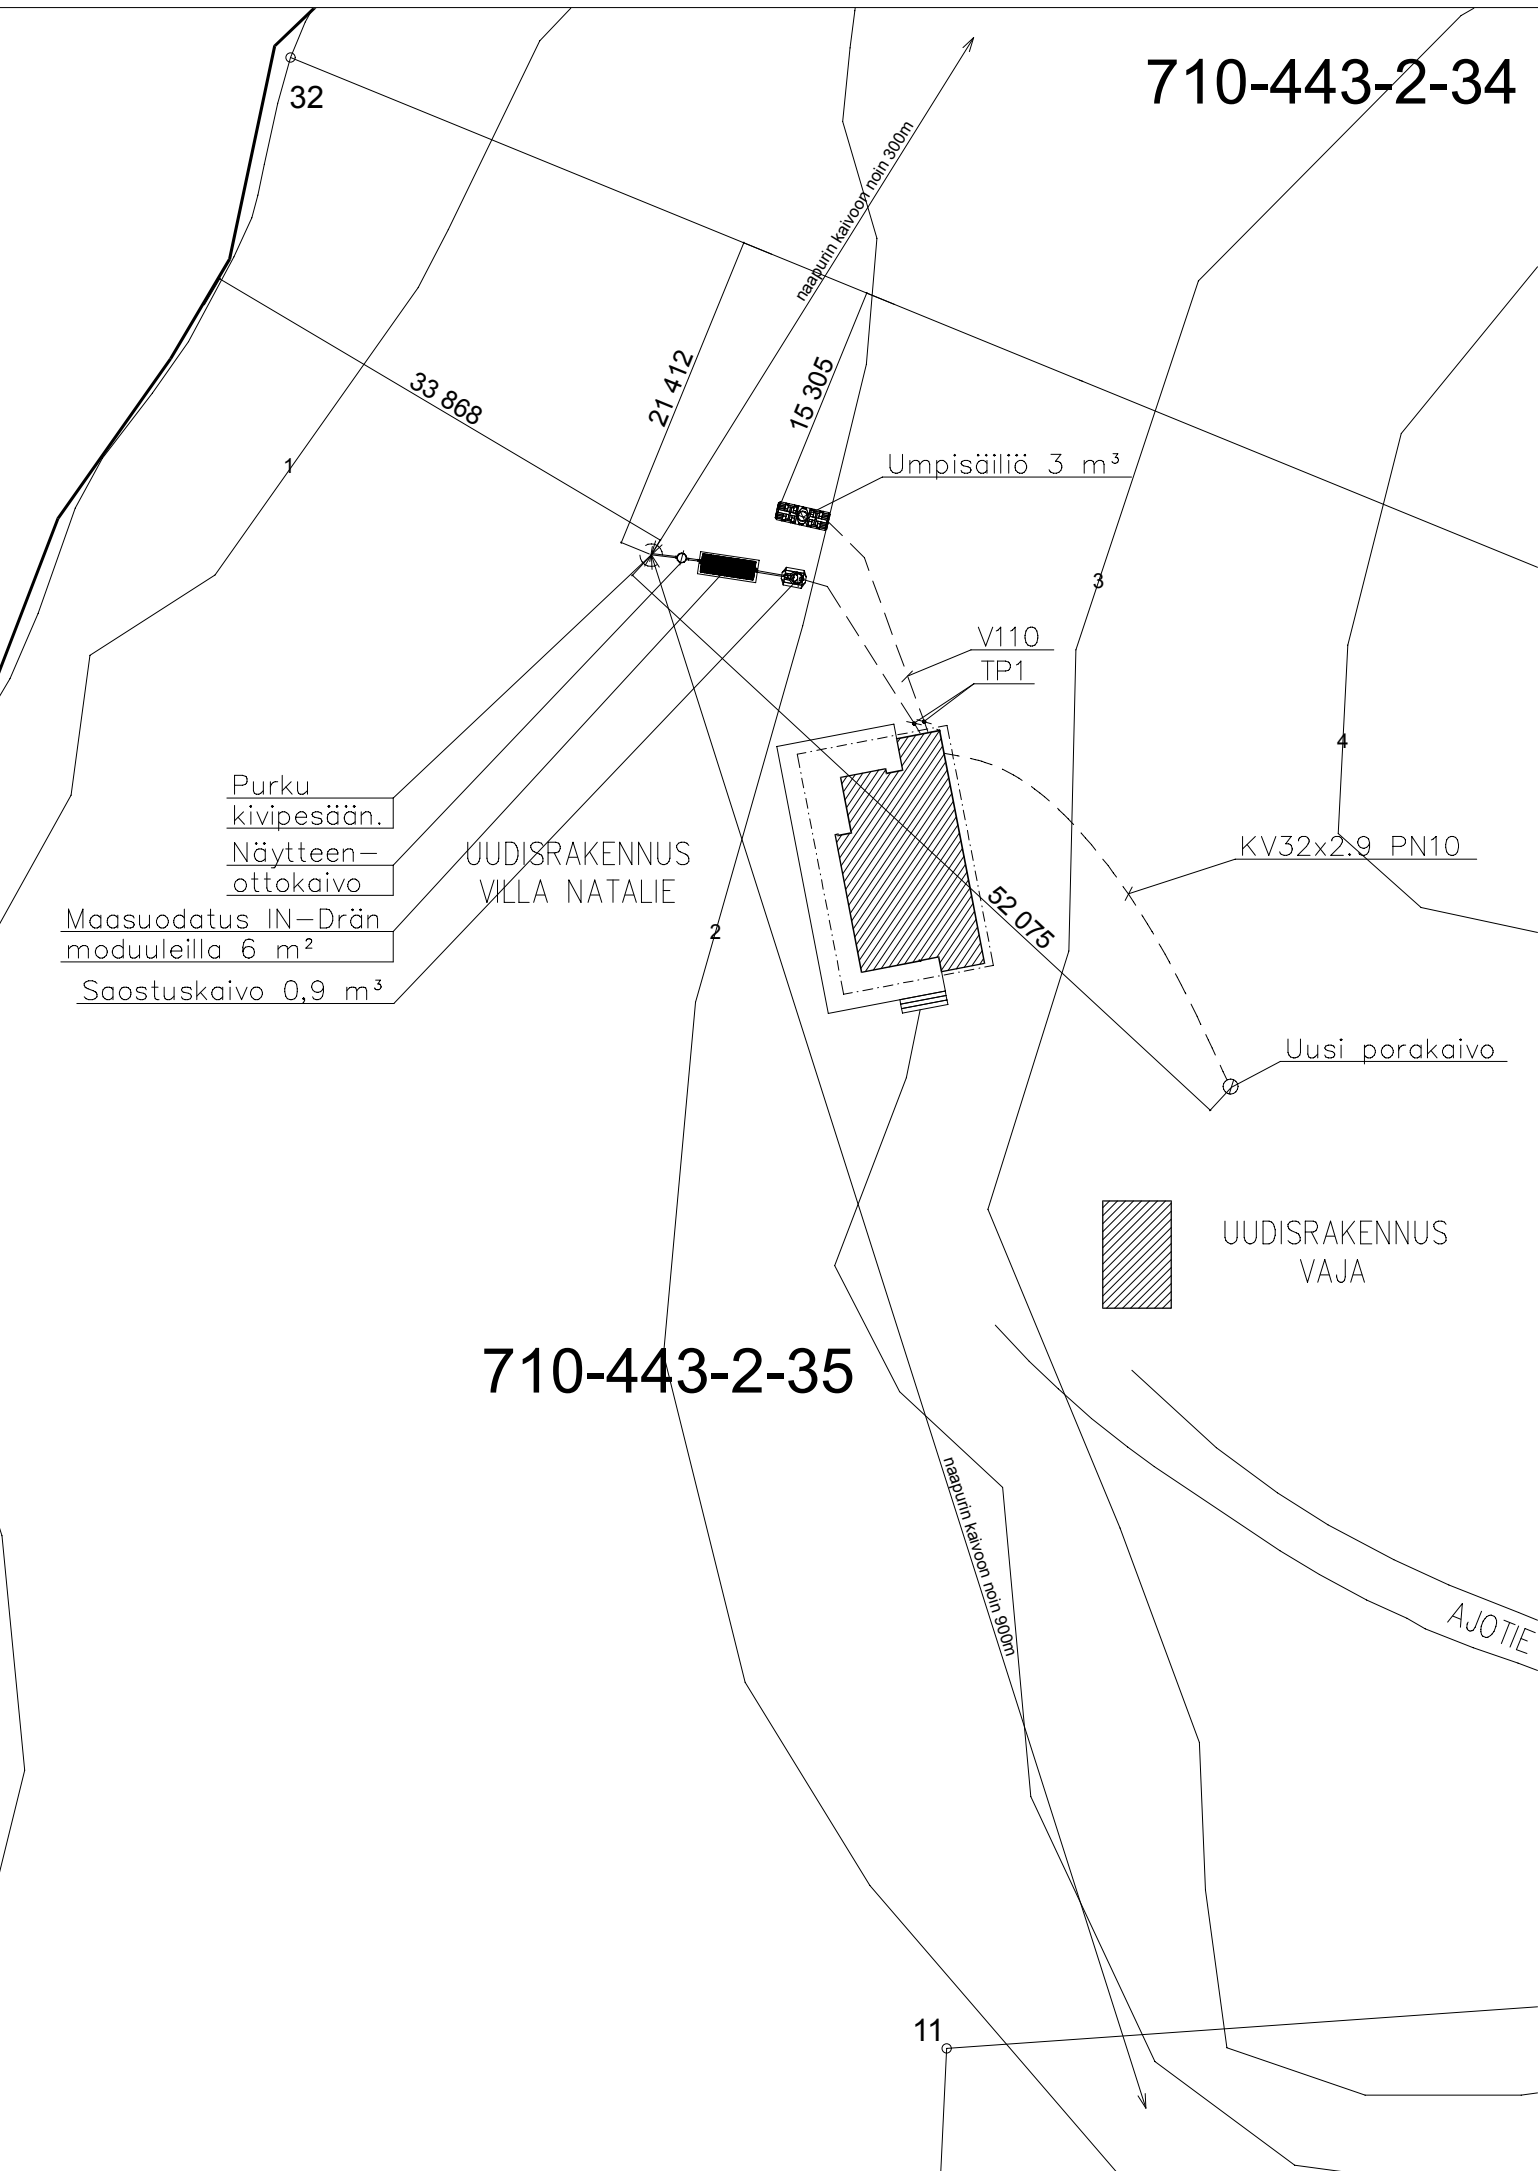 710-443-2-34
32
naapurin kaivoon noin 300m
21 412
15 305
33 868
1
Umpisäiliö 3 m³
3
V110
TP1
4
Purku
kivipesään.
Näytteen-
ottokaivo
Maasuodatus IN-Drän
moduuleilla 6 m²
Saostuskaivo 0,9 m³
UUDISRAKENNUS
VILLA NATALIE
KV32x2.9 PN10
52 075
2
Uusi porakaivo
UUDISRAKENNUS
VAJA
710-443-2-35
naapurin kaivoon noin 900m
AJOTIE
11